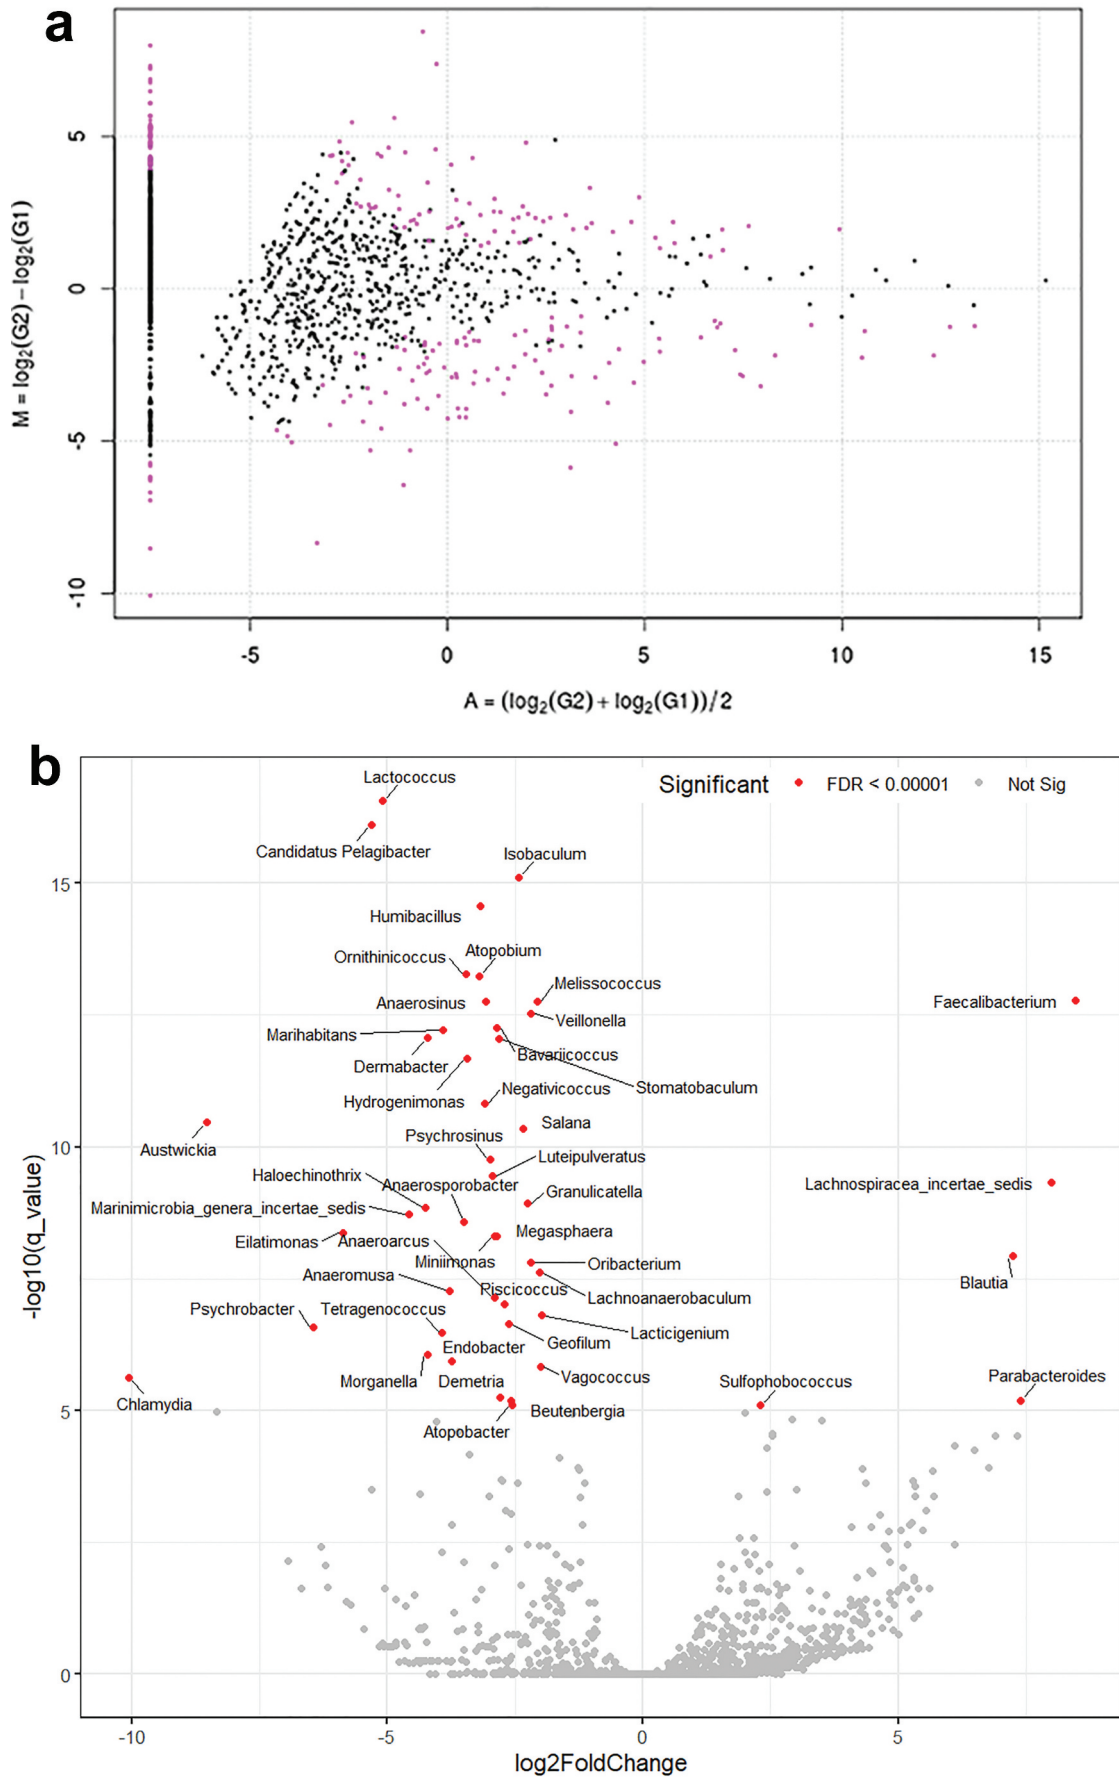 a
5
0
-5
-10
M = log2(G2) − log2(G1)
-5
0
5
10
15
A = (log2(G2) + log2(G1))/2
b
Significant
FDR < 0.00001
Not Sig
Lactococcus
Candidatus Pelagibacter
Isobaculum
15
Humibacillus
Atopobium
Ornithinicoccus
Melissococcus
Anaerosinus
Faecalibacterium
Veillonella
Marihabitans
Bavariicoccus
Dermabacter
Stomatobaculum
Negativicoccus
Hydrogenimonas
Salana
Psychrosinus
10
Austwickia
Luteipulveratus
Haloechinothrix
Anaerosporobacter
Lachnospiracea_incertae_sedis
Granulicatella
Marinimicrobia_genera_incertae_sedis
Megasphaera
Eilatimonas
Anaeroarcus
Miniimonas
Oribacterium
Anaeromusa
Blautia
Piscicoccus
Lachnoanaerobaculum
Psychrobacter
Tetragenococcus
Lacticigenium
Geofilum
Endobacter
Vagococcus
Parabacteroides
Morganella
Demetria
Sulfophobococcus
Chlamydia
Beutenbergia
5
Atopobacter
0
-log10(q_value)
-10
-5
0
5
log2FoldChange